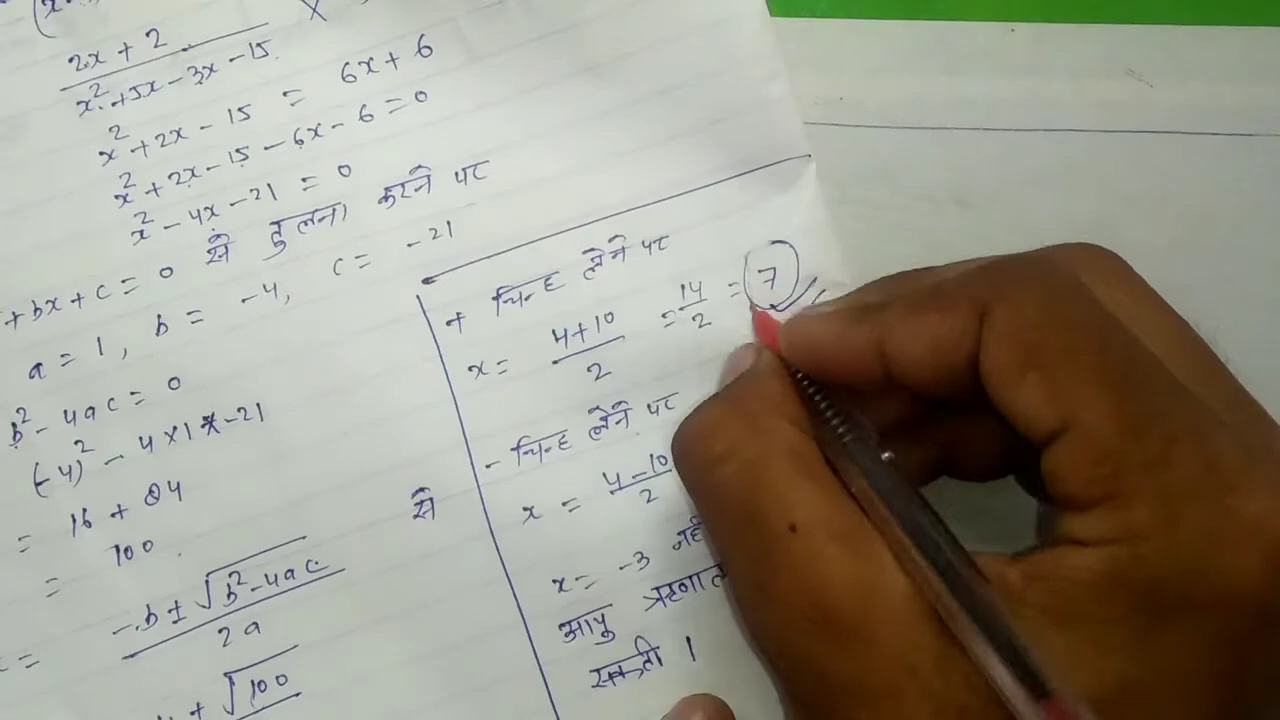 (x
2x + 2
x² + 5x - 3x - 15
x
x² + 2x - 15 = 6x + 6
x² + 2x - 15 - 6x - 6 = 0
x² - 4x - 21 = 0
+ bx + c = 0 से तुलना करने पर
a = 1, b = -4, c = -21
b² - 4ac = 0
(-4)² - 4×1×-21
= 16 + 84
= 100
से
= -b ± √b²-4ac
2a
+ √100
+ चिन्ह लेने पर
x = 4+10/2 = 14/2 = 7
- चिन्ह लेने पर
x = 4-10/2
x = -3
आयु
सकती ।